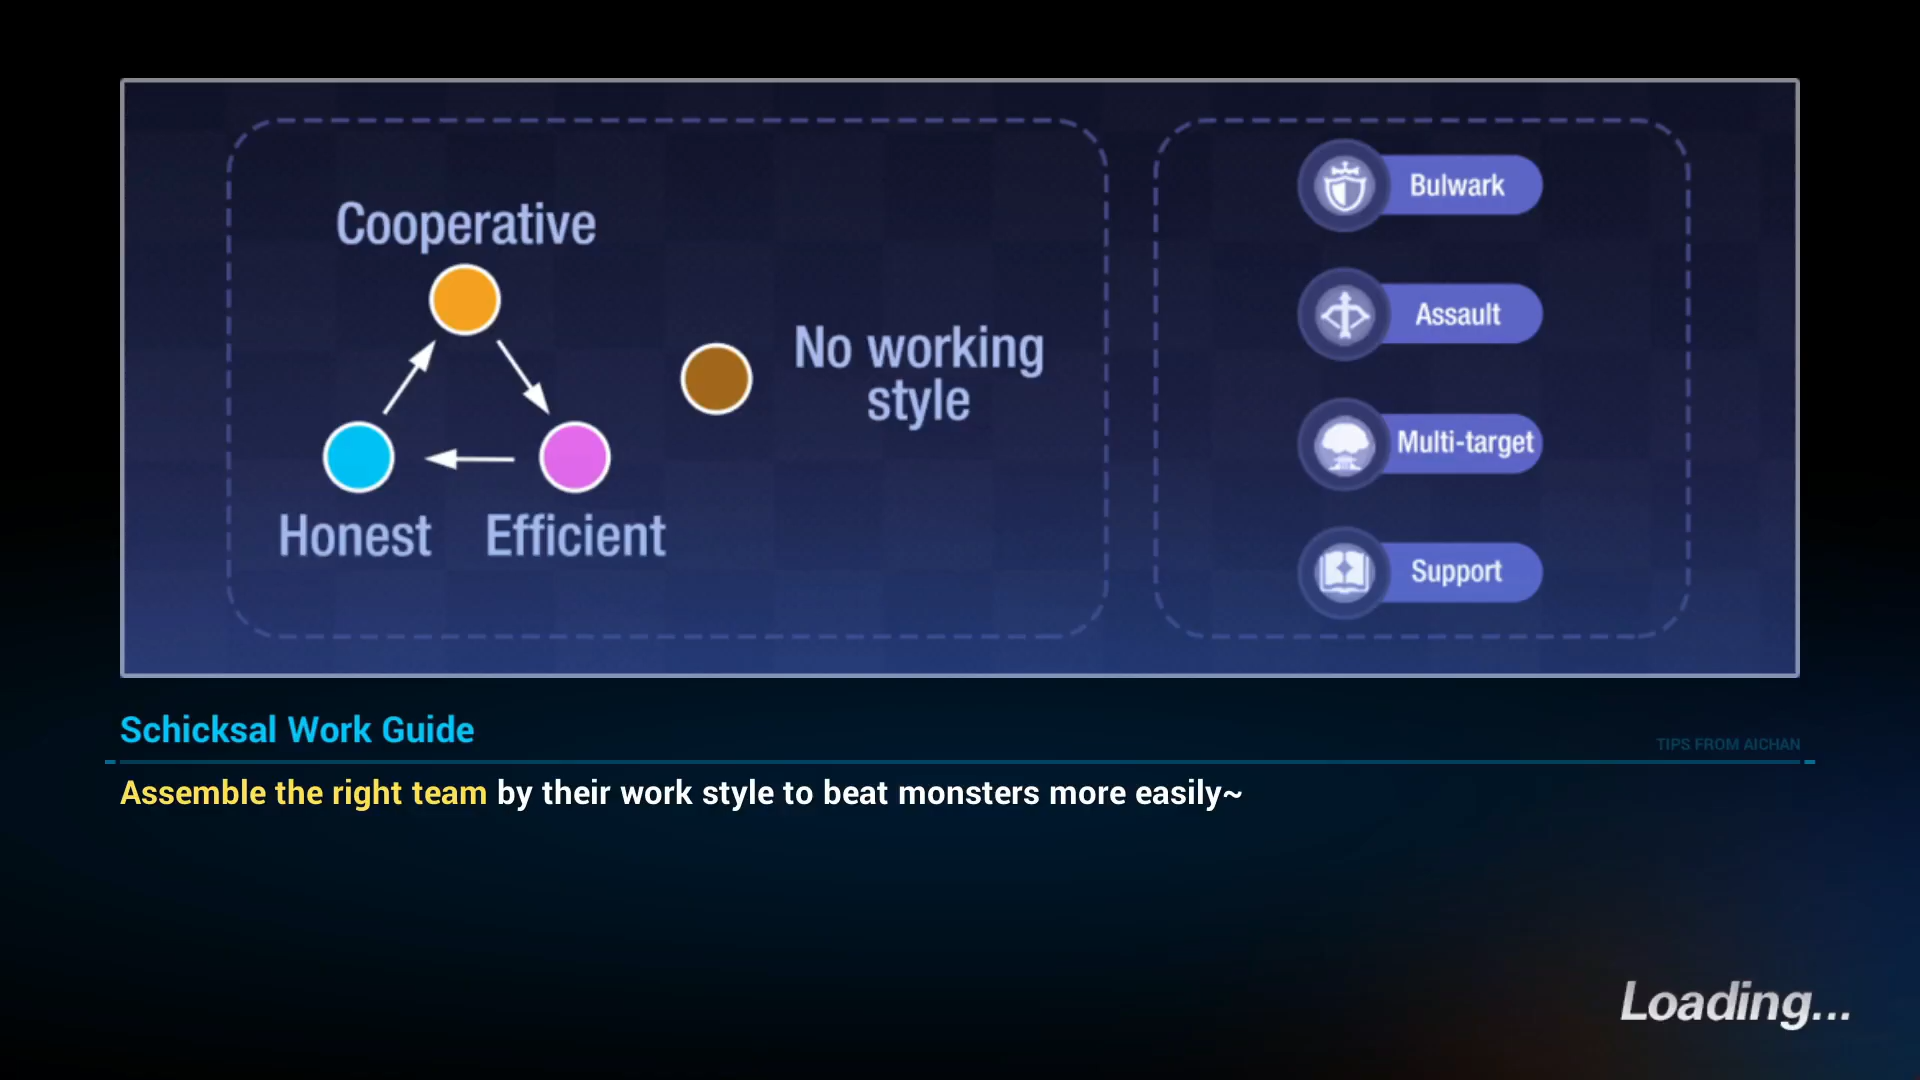 Cooperative
Honest
Efficient
No working
style
Bulwark
Assault
Multi-target
Support
Schicksal Work Guide
TIPS FROM AICHAN
Assemble the right team by their work style to beat monsters more easily~
Loading...